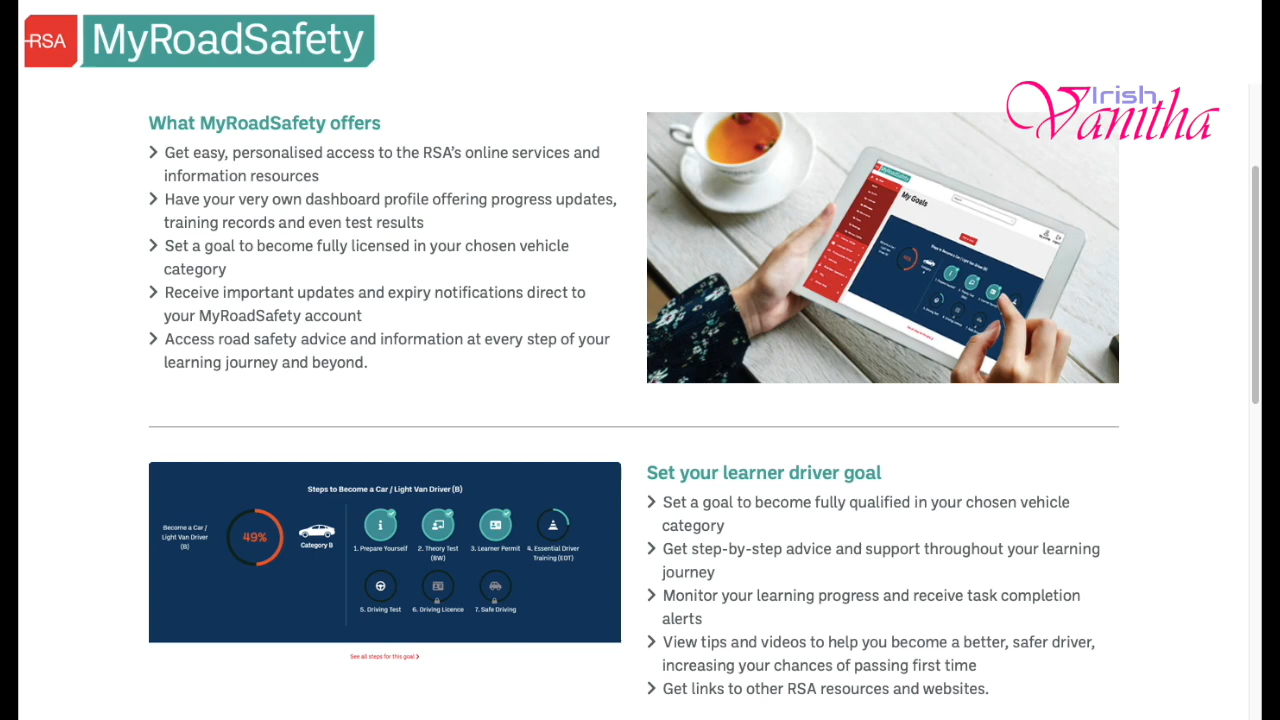 RSA
MyRoadSafety
Irish
Vanitha
What MyRoadSafety offers
Get easy, personalised access to the RSA's online services and
information resources
Have your very own dashboard profile offering progress updates,
training records and even test results
Set a goal to become fully licensed in your chosen vehicle
category
Receive important updates and expiry notifications direct to
your MyRoadSafety account
Access road safety advice and information at every step of your
learning journey and beyond.
MyRoadSafety
My Goals
Steps to Become a Car / Light Van Driver (B)
Become a Car /
Light Van Driver
(B)
49%
Category B
1. Prepare Yourself
2. Theory Test
(BW)
3. Learner Permit
4. Essential Driver
Training (EDT)
5. Driving Test
6. Driving Licence
7. Safe Driving
See all steps for this goal
Set your learner driver goal
Set a goal to become fully qualified in your chosen vehicle
category
Get step-by-step advice and support throughout your learning
journey
Monitor your learning progress and receive task completion
alerts
View tips and videos to help you become a better, safer driver,
increasing your chances of passing first time
Get links to other RSA resources and websites.